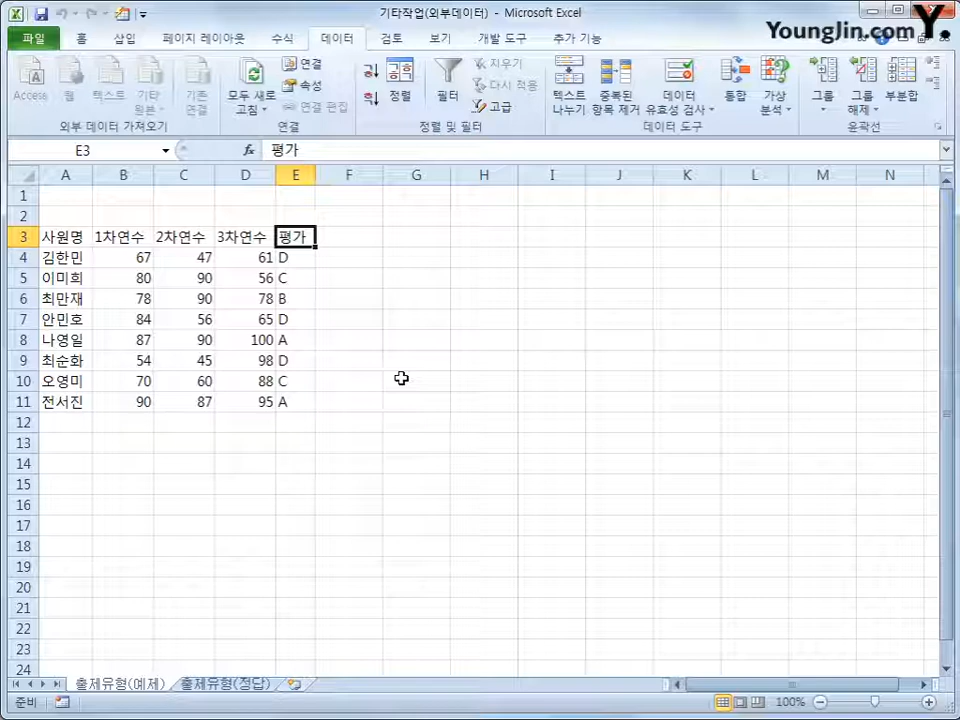 기타작업(외부데이터) - Microsoft Excel
YoungJin.com Y.
파일 홈 삽입 페이지 레이아웃 수식 데이터 검토 보기 개발 도구 추가 기능
Access 웹 텍스트 기타 원본 기존 연결
외부 데이터 가져오기
모두 새로 고침 연결 속성 연결 편집
연결
정렬 필터 지우기 다시 적용 고급
정렬 및 필터
텍스트 나누기 중복된 항목 제거 데이터 유효성 검사 통합 가상 분석
데이터 도구
그룹 그룹 해제 부분합
윤곽선
E3 fx 평가
A B C D E F G H I J K L M N
1
2
3 사원명 1차연수 2차연수 3차연수 평가
4 김한민 67 47 61 D
5 이미희 80 90 56 C
6 최만재 78 90 78 B
7 안민호 84 56 65 D
8 나영일 87 90 100 A
9 최순화 54 45 98 D
10 오영미 70 60 88 C
11 전서진 90 87 95 A
12
13
14
15
16
17
18
19
20
21
22
23
24
출제유형(예제) 출제유형(정답)
준비 100%